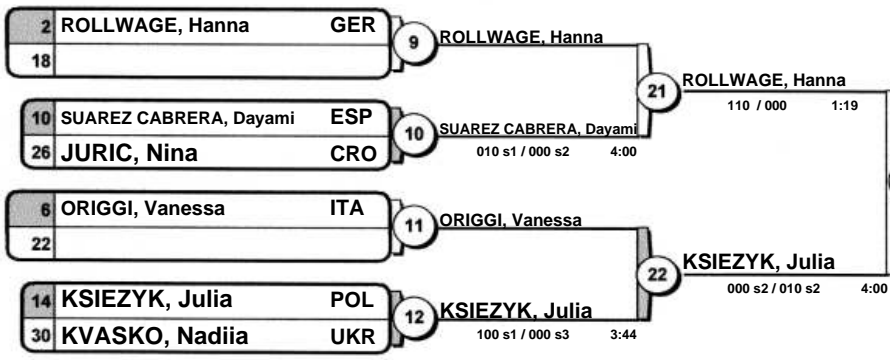 2 ROLLWAGE, Hanna GER
18
9
ROLLWAGE, Hanna
10 SUAREZ CABRERA, Dayami ESP
26 JURIC, Nina CRO
10
SUAREZ CABRERA, Dayami
010 s1 / 000 s2 4:00
21
ROLLWAGE, Hanna
110 / 000 1:19
6 ORIGGI, Vanessa ITA
22
11
ORIGGI, Vanessa
14 KSIEZYK, Julia POL
30 KVASKO, Nadiia UKR
12
KSIEZYK, Julia
100 s1 / 000 s3 3:44
22
KSIEZYK, Julia
000 s2 / 010 s2 4:00